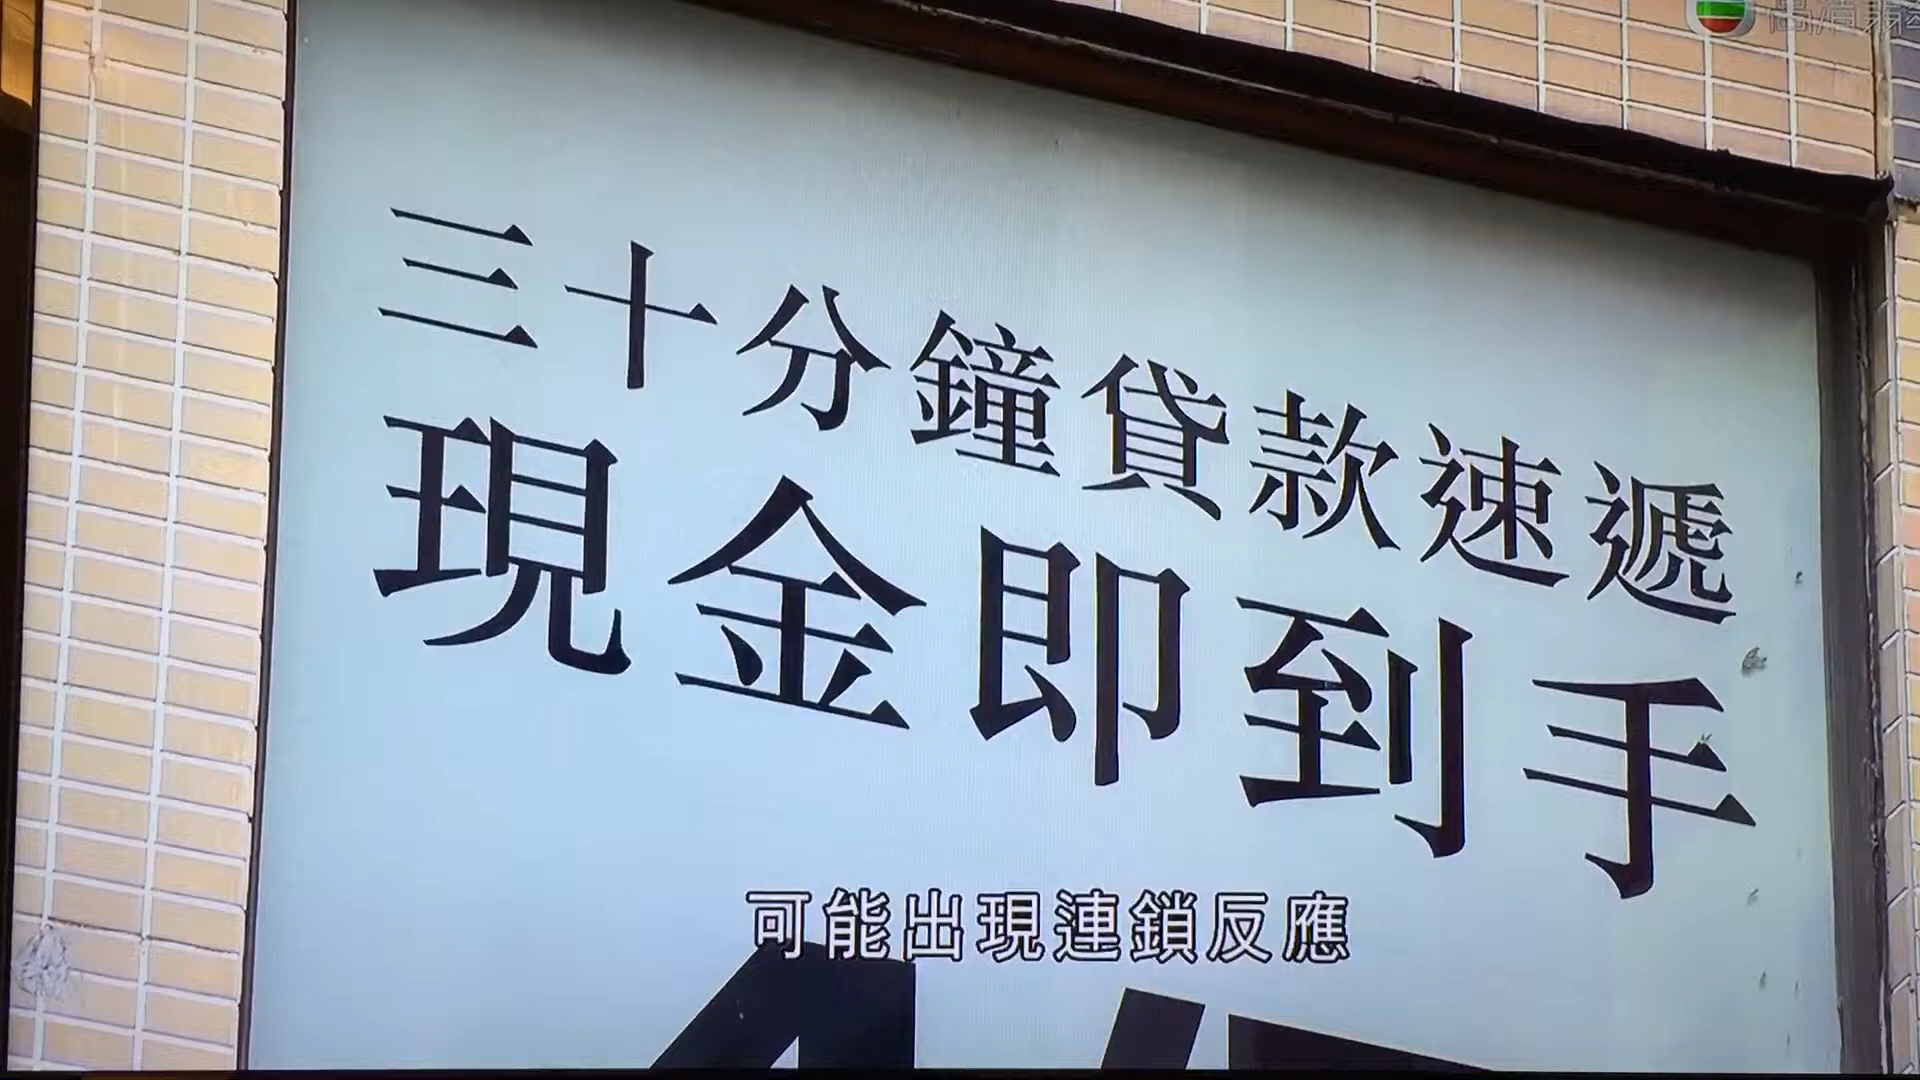 三十分鐘貸款速遞
現金即到手
可能出現連鎖反應